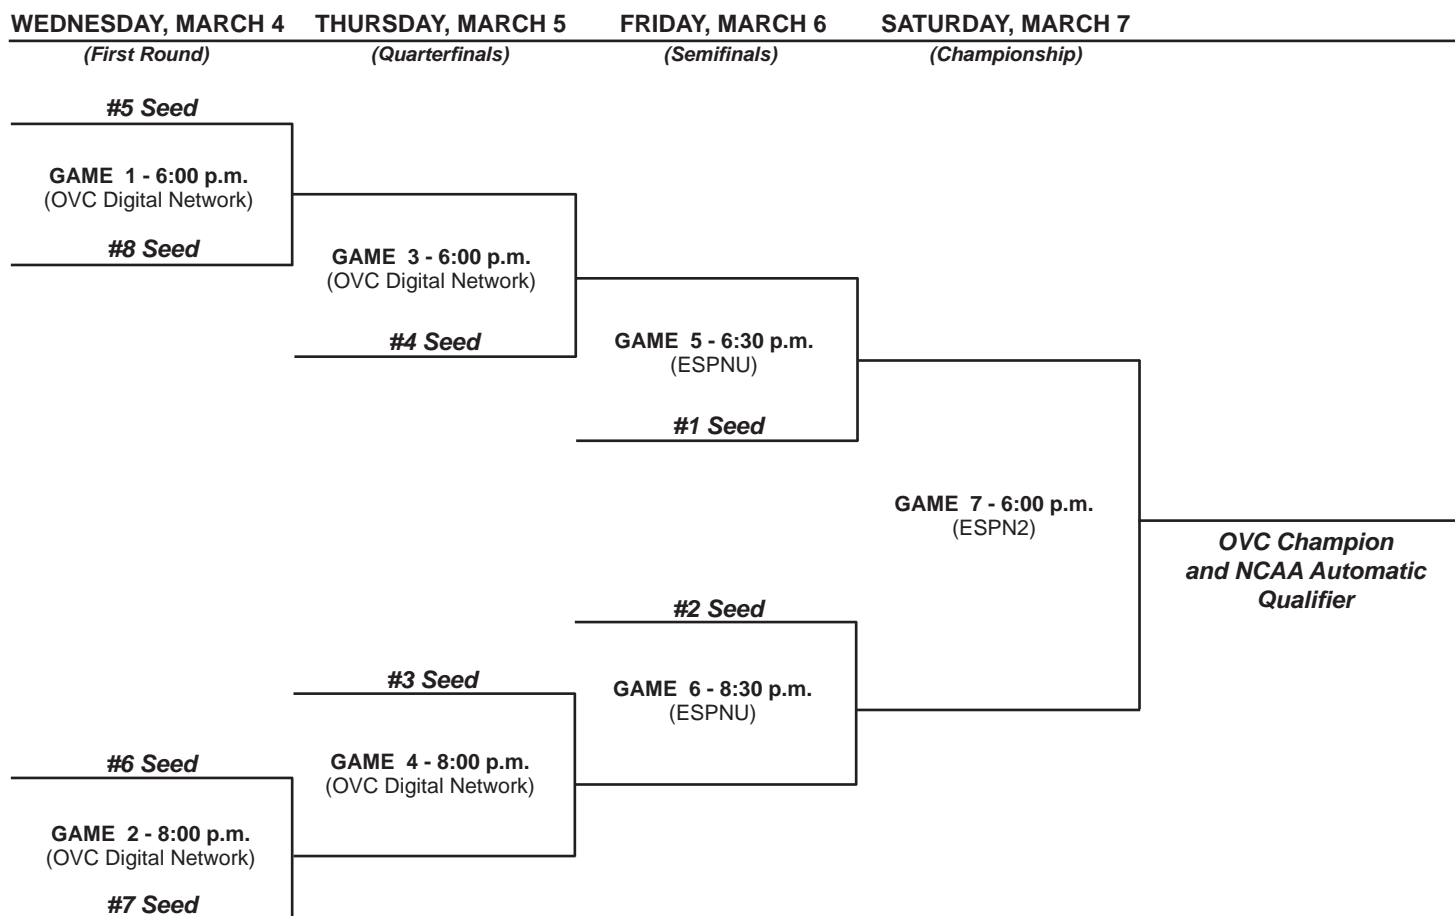 WEDNESDAY, MARCH 4 THURSDAY, MARCH 5 FRIDAY, MARCH 6 SATURDAY, MARCH 7
(First Round) (Quarterfinals) (Semifinals) (Championship)
#5 Seed
GAME 1 - 6:00 p.m.
(OVC Digital Network)
#8 Seed
GAME 3 - 6:00 p.m.
(OVC Digital Network)
#4 Seed
GAME 5 - 6:30 p.m.
(ESPNU)
#1 Seed
GAME 7 - 6:00 p.m.
(ESPN2)
OVC Champion
and NCAA Automatic
Qualifier
#2 Seed
GAME 6 - 8:30 p.m.
(ESPNU)
#3 Seed
GAME 4 - 8:00 p.m.
(OVC Digital Network)
#6 Seed
GAME 2 - 8:00 p.m.
(OVC Digital Network)
#7 Seed